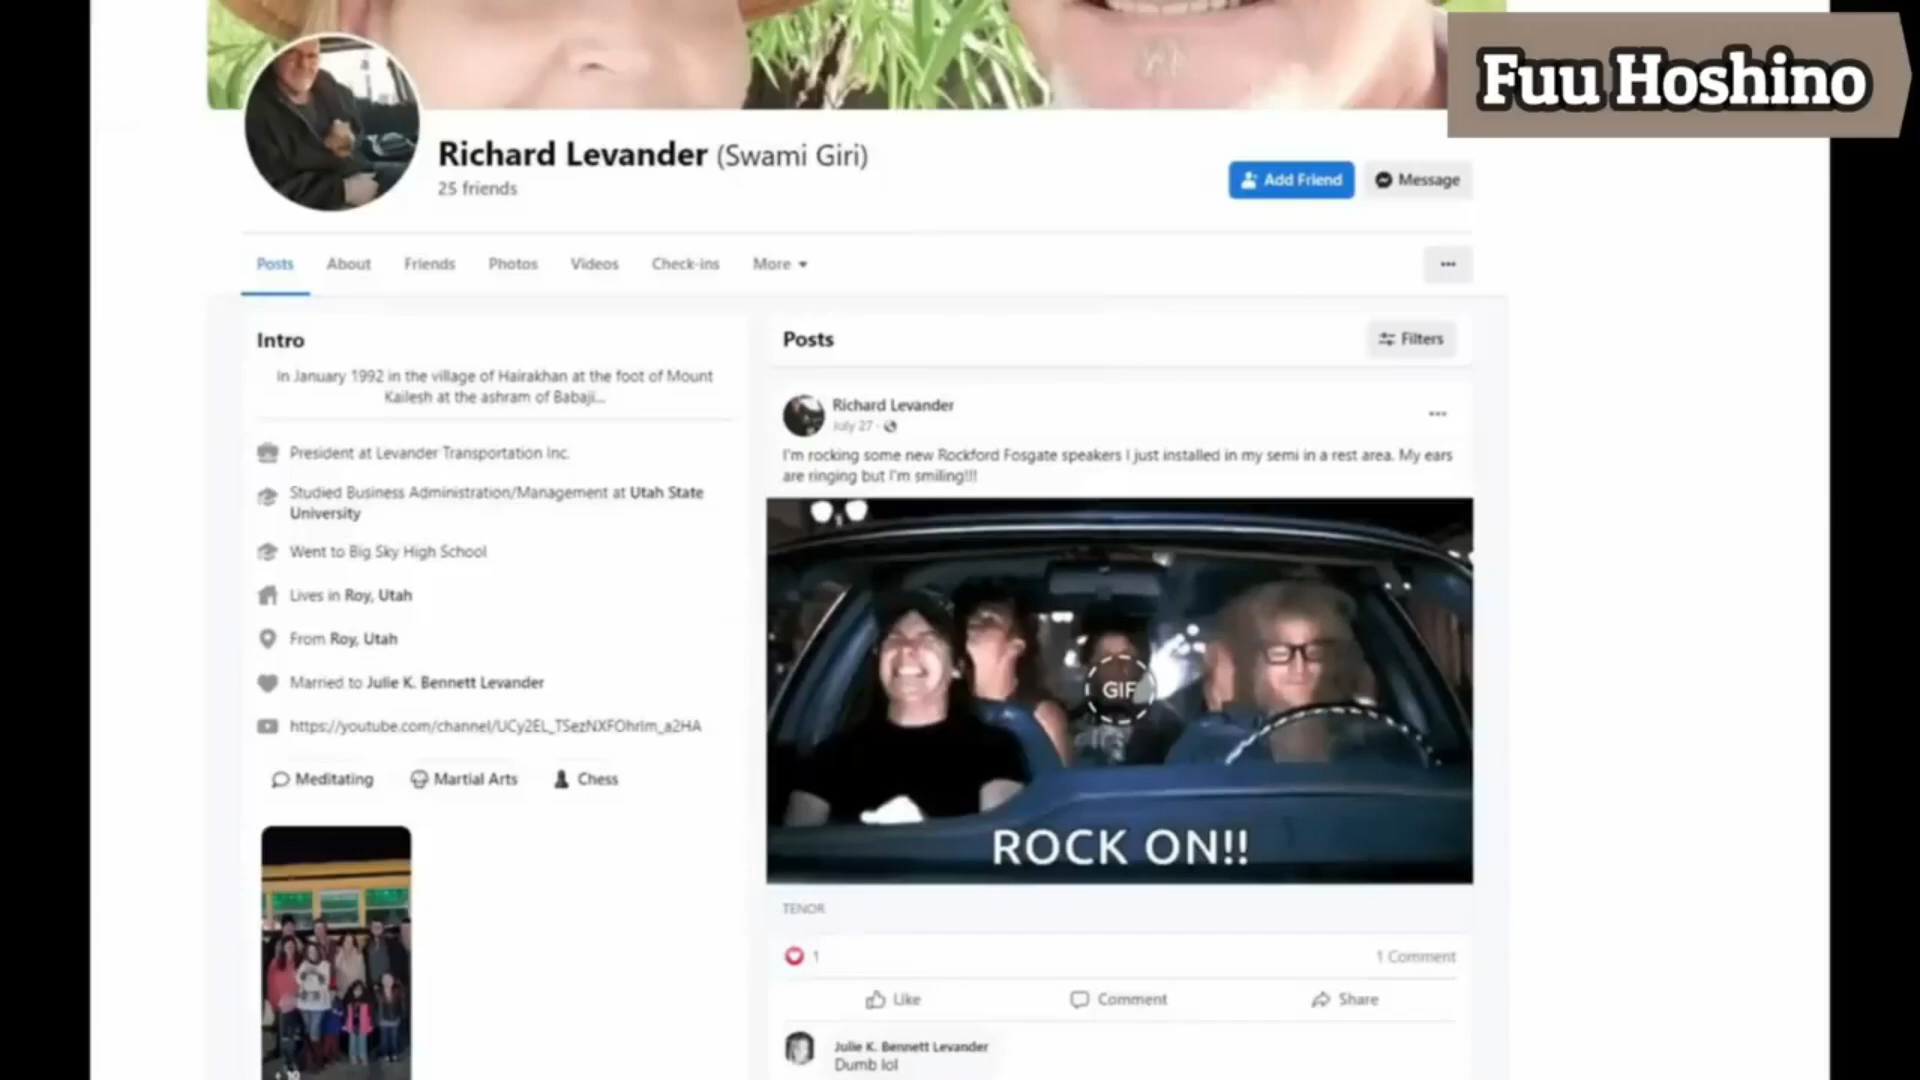 Fuu Hoshino
Richard Levander (Swami Giri)
25 friends
Add Friend
Message
Posts
About
Friends
Photos
Videos
Check-ins
More
Intro
In January 1992 in the village of Hairakhan at the foot of Mount
Kailesh at the ashram of Babaji...
President at Levander Transportation Inc.
Studied Business Administration/Management at Utah State
University
Went to Big Sky High School
Lives in Roy, Utah
From Roy, Utah
Married to Julie K. Bennett Levander
Meditating
Martial Arts
Chess
+ 10
Posts
Filters
Richard Levander
July 27
I'm rocking some new Rockford Fosgate speakers I just installed in my semi in a rest area. My ears
are ringing but I'm smiling!!!
GIF
ROCK ON!!
TENOR
1
1 Comment
Like
Comment
Share
Julie K. Bennett Levander
Dumb lol